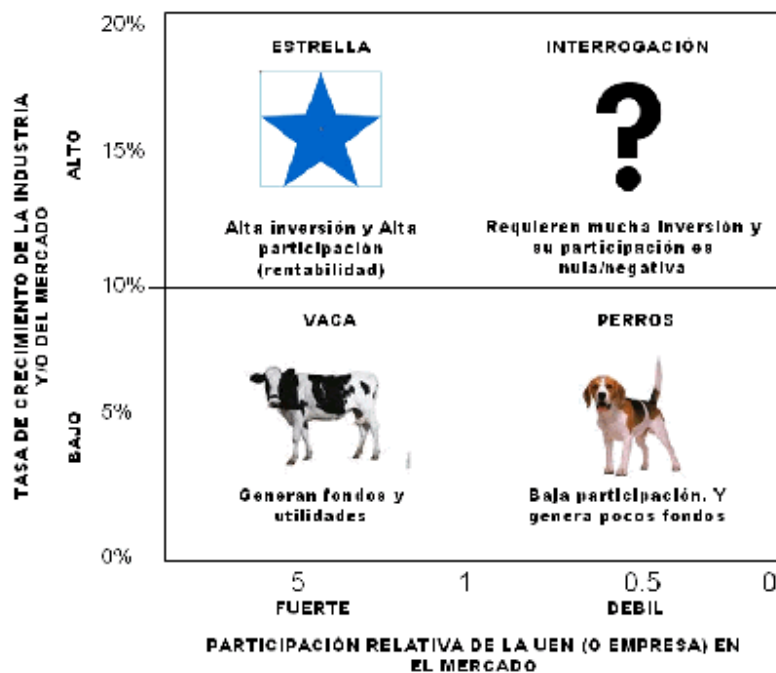 20%
ESTRELLA
INTERROGACIÓN
?
15%
ALTO
Alta inversión y Alta
participación
(rentabilidad)
Requieren mucha inversión y
su participación es
nula/negativa
10%
TASA DE CRECIMIENTO DE LA INDUSTRIA
Y/O DEL MERCADO
VACA
PERROS
5%
BAJO
Generan fondos y
utilidades
Baja participación. Y
genera pocos fondos
0%
5
1
0.5
0
FUERTE
DEBIL
PARTICIPACIÓN RELATIVA DE LA UEN (O EMPRESA) EN
EL MERCADO